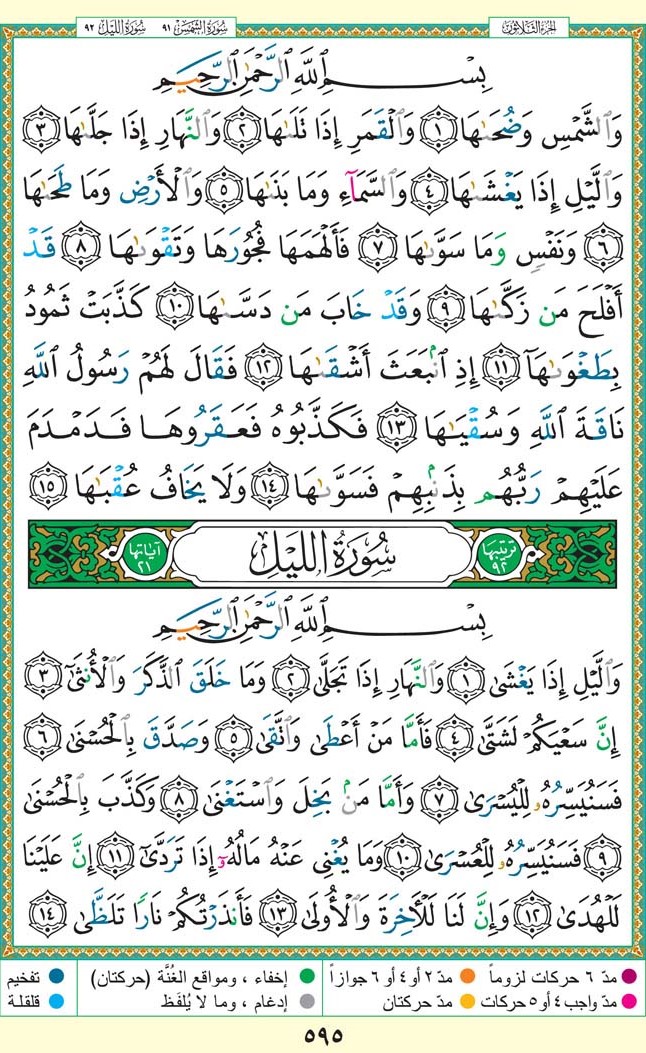 الجزء الثلاثون
سورة الشمس ٩١ سورة الليل ٩٢
بِسْمِ ٱللَّهِ ٱلرَّحْمَٰنِ ٱلرَّحِيمِ
وَٱلشَّمْسِ وَضُحَىٰهَا ١ وَٱلْقَمَرِ إِذَا تَلَىٰهَا ٢ وَٱلنَّهَارِ إِذَا جَلَّىٰهَا ٣
وَٱلَّيْلِ إِذَا يَغْشَىٰهَا ٤ وَٱلسَّمَآءِ وَمَا بَنَىٰهَا ٥ وَٱلْأَرْضِ وَمَا طَحَىٰهَا
٦ وَنَفْسٍ وَمَا سَوَّىٰهَا ٧ فَأَلْهَمَهَا فُجُورَهَا وَتَقْوَىٰهَا ٨ قَدْ
أَفْلَحَ مَن زَكَّىٰهَا ٩ وَقَدْ خَابَ مَن دَسَّىٰهَا ١٠ كَذَّبَتْ ثَمُودُ
بِطَغْوَىٰهَآ ١١ إِذِ ٱنۢبَعَثَ أَشْقَىٰهَا ١٢ فَقَالَ لَهُمْ رَسُولُ ٱللَّهِ
نَاقَةَ ٱللَّهِ وَسُقْيَٰهَا ١٣ فَكَذَّبُوهُ فَعَقَرُوهَا فَدَمْدَمَ
عَلَيْهِمْ رَبُّهُم بِذَنۢبِهِمْ فَسَوَّىٰهَا ١٤ وَلَا يَخَافُ عُقْبَٰهَا ١٥
ترتيبها ٩٢ سُورَةُ اللَّيْلِ آياتها ٢١
بِسْمِ ٱللَّهِ ٱلرَّحْمَٰنِ ٱلرَّحِيمِ
وَٱلَّيْلِ إِذَا يَغْشَىٰ ١ وَٱلنَّهَارِ إِذَا تَجَلَّىٰ ٢ وَمَا خَلَقَ ٱلذَّكَرَ وَٱلْأُنثَىٰٓ ٣
إِنَّ سَعْيَكُمْ لَشَتَّىٰ ٤ فَأَمَّا مَنْ أَعْطَىٰ وَٱتَّقَىٰ ٥ وَصَدَّقَ بِٱلْحُسْنَىٰ ٦
فَسَنُيَسِّرُهُۥ لِلْيُسْرَىٰ ٧ وَأَمَّا مَنۢ بَخِلَ وَٱسْتَغْنَىٰ ٨ وَكَذَّبَ بِٱلْحُسْنَىٰ
٩ فَسَنُيَسِّرُهُۥ لِلْعُسْرَىٰ ١٠ وَمَا يُغْنِى عَنْهُ مَالُهُۥٓ إِذَا تَرَدَّىٰٓ ١١ إِنَّ عَلَيْنَا
لَلْهُدَىٰ ١٢ وَإِنَّ لَنَا لَلْءَاخِرَةَ وَٱلْأُولَىٰ ١٣ فَأَنذَرْتُكُمْ نَارًا تَلَظَّىٰ ١٤
مدّ ٦ حركات لزوماً مدّ ٢ أو ٤ أو ٦ جوازاً إخفاء ، ومواقع الغُنَّة (حركتان) تفخيم
مدّ واجب ٤ أو ٥ حركات مدّ حركتان إدغام ، وما لا يُلفَظ قلقلة
٥٩٥